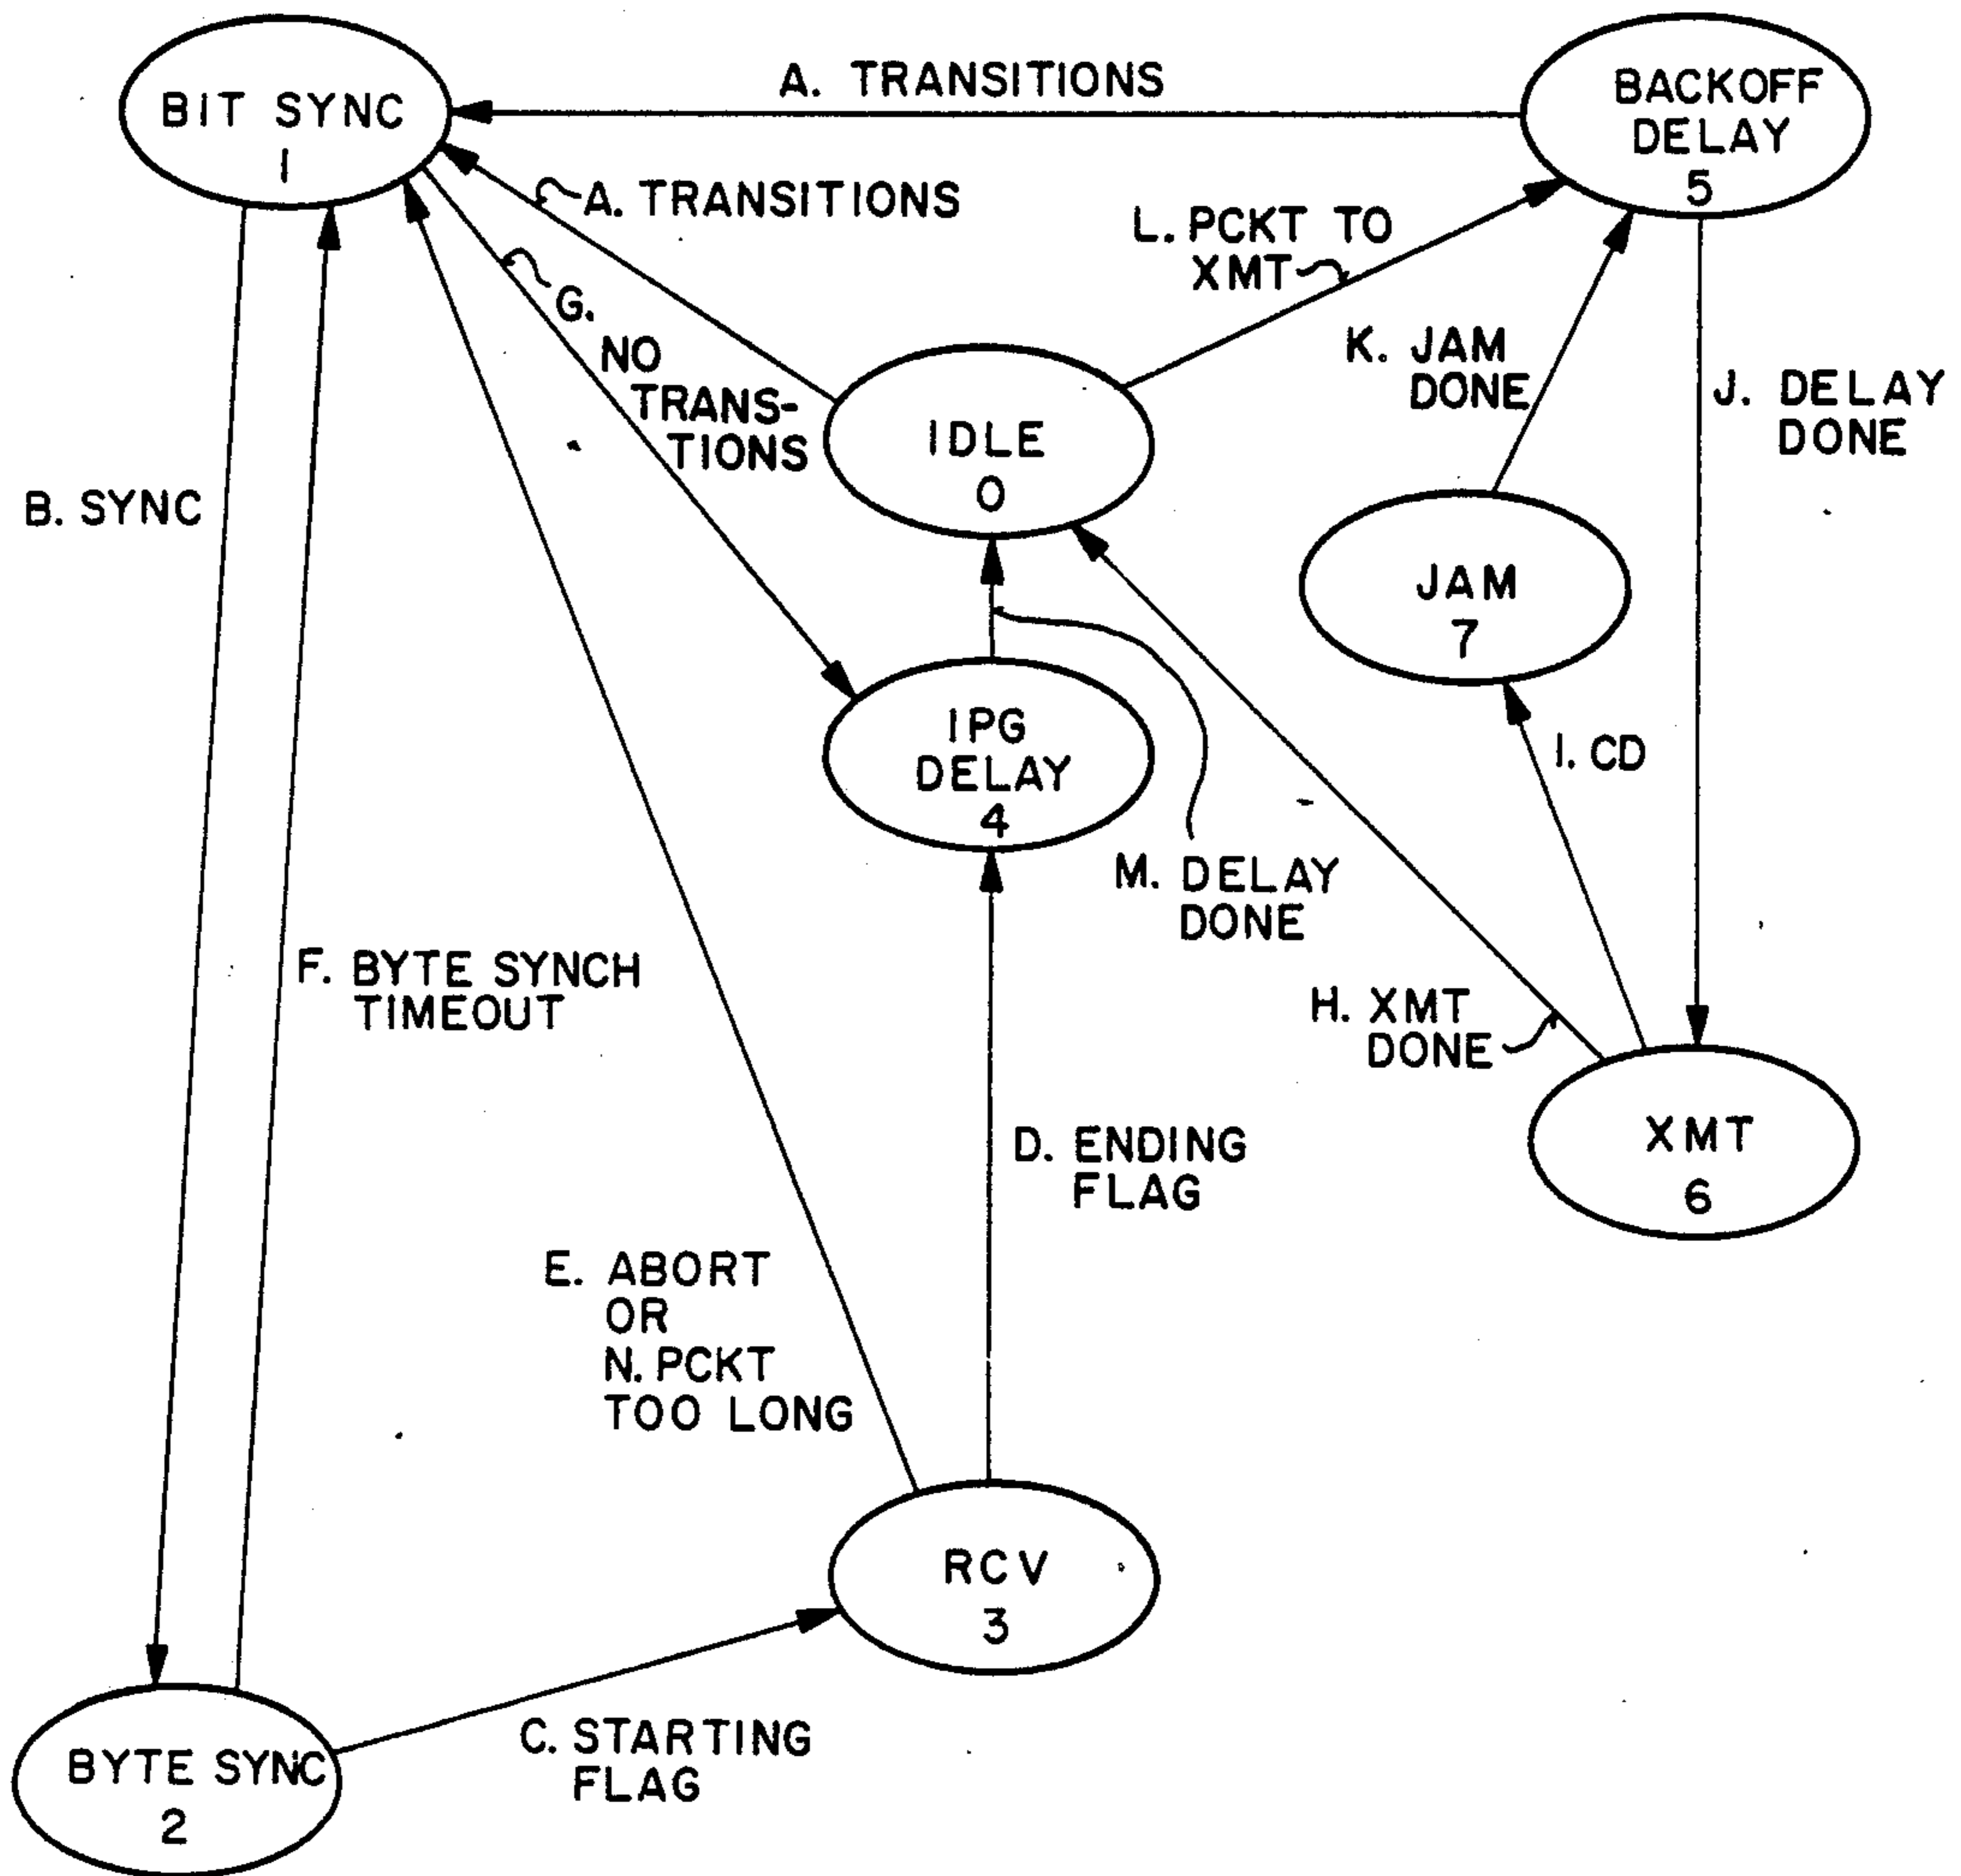 BIT SYNC
1
A. TRANSITIONS
BACKOFF
DELAY
5
A. TRANSITIONS
L. PCKT TO
XMT
G.
NO
TRANS-
TIONS
K. JAM
DONE
J. DELAY
DONE
IDLE
0
B. SYNC
JAM
7
IPG
DELAY
4
I. CD
M. DELAY
DONE
F. BYTE SYNCH
TIMEOUT
H. XMT
DONE
D. ENDING
FLAG
XMT
6
E. ABORT
OR
N. PCKT
TOO LONG
RCV
3
C. STARTING
FLAG
BYTE SYNC
2